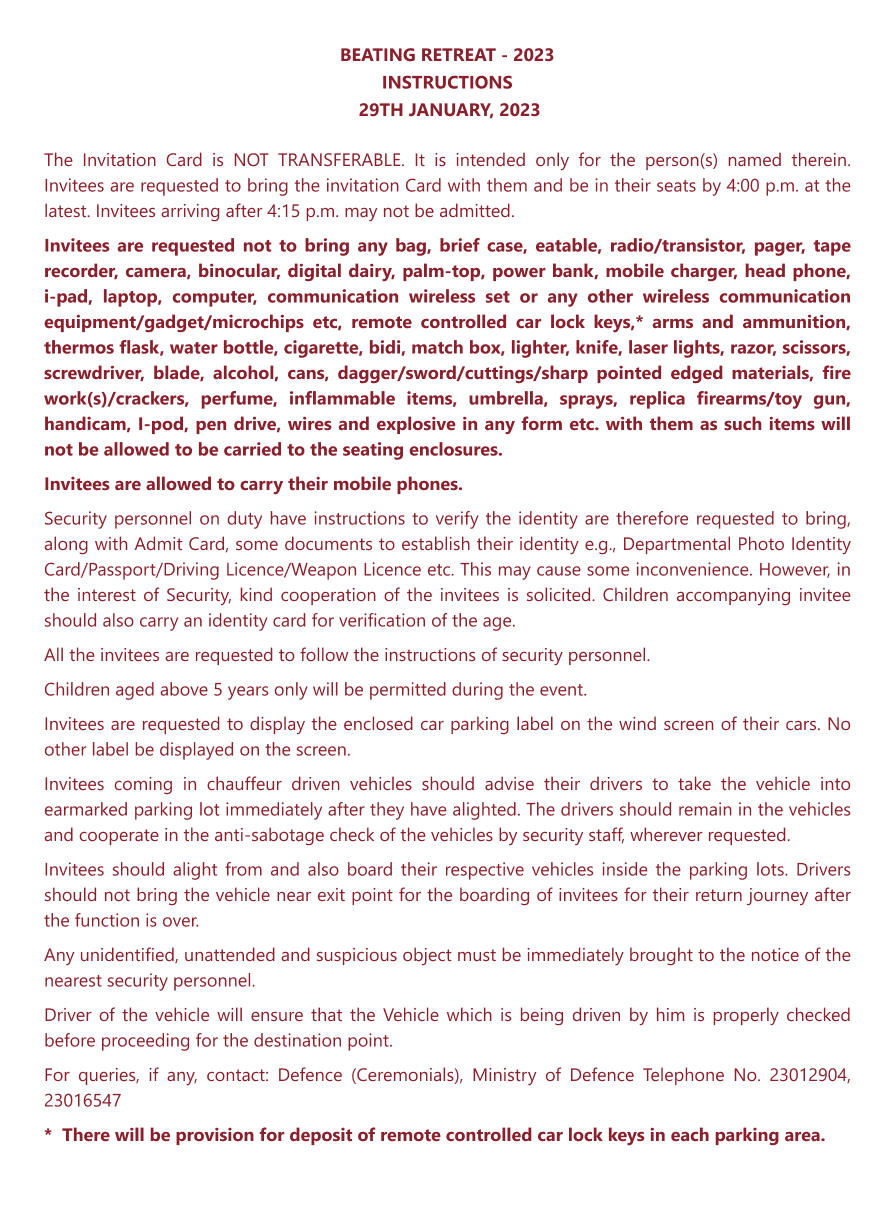 BEATING RETREAT - 2023
INSTRUCTIONS
29TH JANUARY, 2023
The Invitation Card is NOT TRANSFERABLE. It is intended only for the person(s) named therein.
Invitees are requested to bring the invitation Card with them and be in their seats by 4:00 p.m. at the
latest. Invitees arriving after 4:15 p.m. may not be admitted.
Invitees are requested not to bring any bag, brief case, eatable, radio/transistor, pager, tape
recorder, camera, binocular, digital dairy, palm-top, power bank, mobile charger, head phone,
i-pad, laptop, computer, communication wireless set or any other wireless communication
equipment/gadget/microchips etc, remote controlled car lock keys,* arms and ammunition,
thermos flask, water bottle, cigarette, bidi, match box, lighter, knife, laser lights, razor, scissors,
screwdriver, blade, alcohol, cans, dagger/sword/cuttings/sharp pointed edged materials, fire
work(s)/crackers, perfume, inflammable items, umbrella, sprays, replica firearms/toy gun,
handicam, I-pod, pen drive, wires and explosive in any form etc. with them as such items will
not be allowed to be carried to the seating enclosures.
Invitees are allowed to carry their mobile phones.
Security personnel on duty have instructions to verify the identity are therefore requested to bring,
along with Admit Card, some documents to establish their identity e.g., Departmental Photo Identity
Card/Passport/Driving Licence/Weapon Licence etc. This may cause some inconvenience. However, in
the interest of Security, kind cooperation of the invitees is solicited. Children accompanying invitee
should also carry an identity card for verification of the age.
All the invitees are requested to follow the instructions of security personnel.
Children aged above 5 years only will be permitted during the event.
Invitees are requested to display the enclosed car parking label on the wind screen of their cars. No
other label be displayed on the screen.
Invitees coming in chauffeur driven vehicles should advise their drivers to take the vehicle into
earmarked parking lot immediately after they have alighted. The drivers should remain in the vehicles
and cooperate in the anti-sabotage check of the vehicles by security staff, wherever requested.
Invitees should alight from and also board their respective vehicles inside the parking lots. Drivers
should not bring the vehicle near exit point for the boarding of invitees for their return journey after
the function is over.
Any unidentified, unattended and suspicious object must be immediately brought to the notice of the
nearest security personnel.
Driver of the vehicle will ensure that the Vehicle which is being driven by him is properly checked
before proceeding for the destination point.
For queries, if any, contact: Defence (Ceremonials), Ministry of Defence Telephone No. 23012904,
23016547
* There will be provision for deposit of remote controlled car lock keys in each parking area.